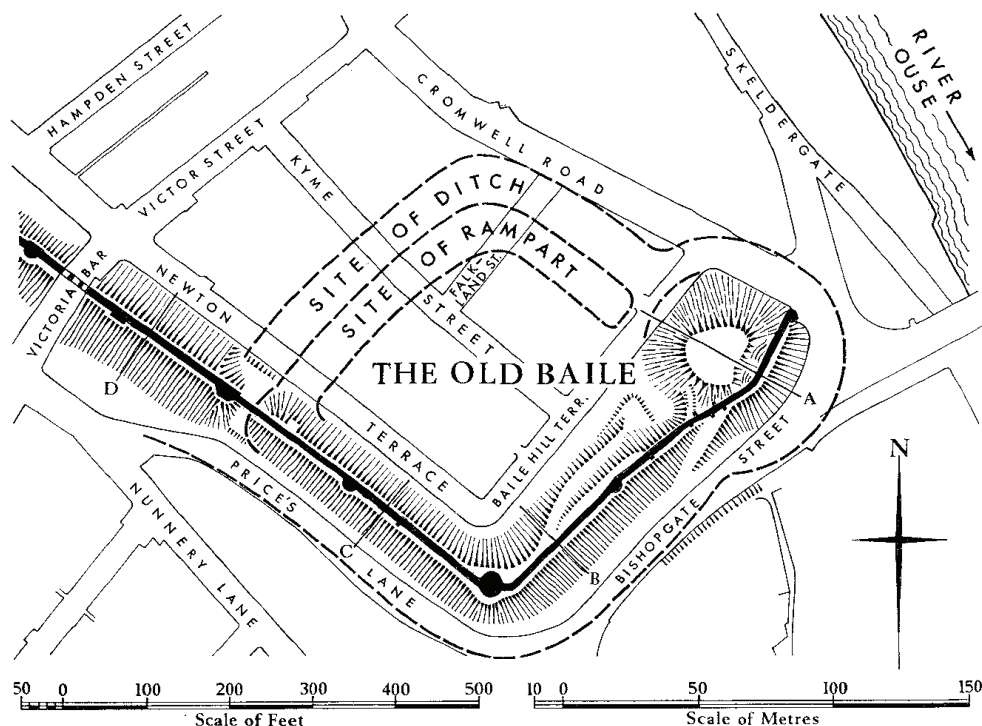 HAMPDEN STREET
VICTOR STREET
KYME
STREET
CROMWELL ROAD
SKELDERGATE
RIVER
OUSE
SITE OF DITCH
SITE OF RAMPART
FALK-
LAND ST.
VICTORIA BAR
NEWTON
TERRACE
THE OLD BAILE
BAILE HILL TERR.
A
D
C
B
PRICE'S
LANE
NUNNERY LANE
BISHOPGATE
STREET
N
50 0 100 200 300 400 500
Scale of Feet
10 0 50 100 150
Scale of Metres